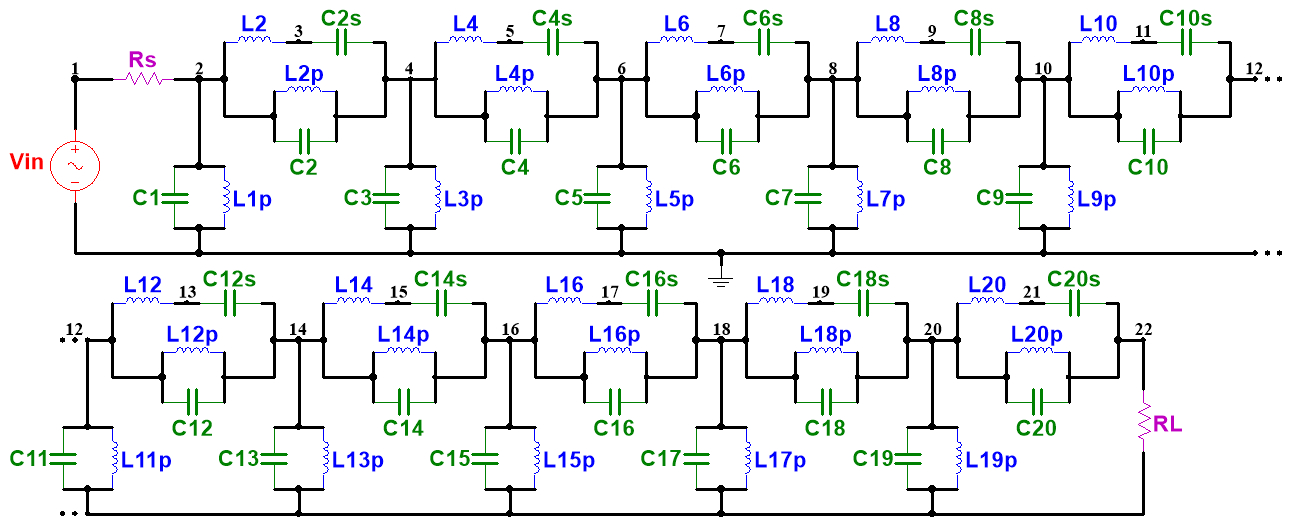 C2s C4s C6s C8s C10s
L2 3 L4 5 L6 7 L8 9 L10 11
Rs
1 2 L2p 4 L4p 6 L6p 8 L8p 10 L10p 12
Vin + − C2 C4 C6 C8 C10
C1 L1p C3 L3p C5 L5p C7 L7p C9 L9p
C12s C14s C16s C18s C20s
L12 13 L14 15 L16 17 L18 19 L20 21
12 L12p 14 L14p 16 L16p 18 L18p 20 L20p 22
C12 C14 C16 C18 C20 RL
C11 L11p C13 L13p C15 L15p C17 L17p C19 L19p